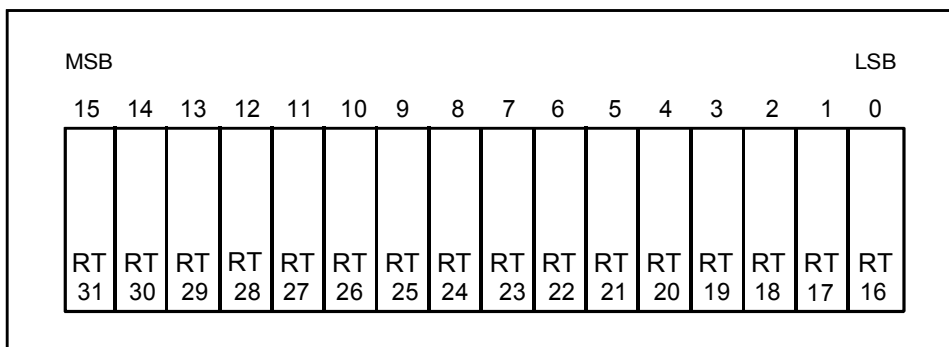 MSB LSB
15 14 13 12 11 10 9 8 7 6 5 4 3 2 1 0
RT RT RT RT RT RT RT RT RT RT RT RT RT RT RT RT
31 30 29 28 27 26 25 24 23 22 21 20 19 18 17 16